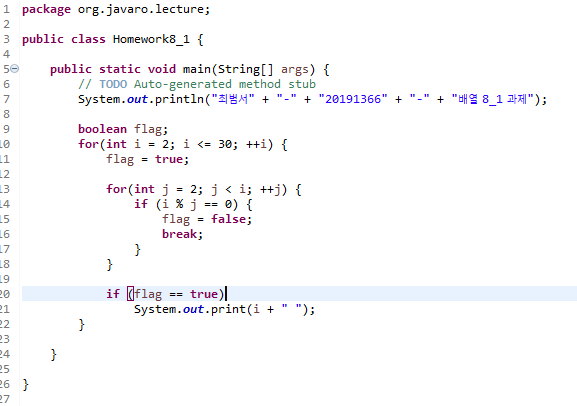 1 package org.javaro.lecture;
2
3 public class Homework8_1 {
4
5     public static void main(String[] args) {
6         // TODO Auto-generated method stub
7         System.out.println("최범서" + "-" + "20191366" + "-" + "배열 8_1 과제");
8
9         boolean flag;
10         for(int i = 2; i <= 30; ++i) {
11             flag = true;
12
13             for(int j = 2; j < i; ++j) {
14                 if (i % j == 0) {
15                     flag = false;
16                     break;
17                 }
18             }
19
20             if (flag == true)
21                 System.out.print(i + " ");
22         }
23
24     }
25
26 }
27